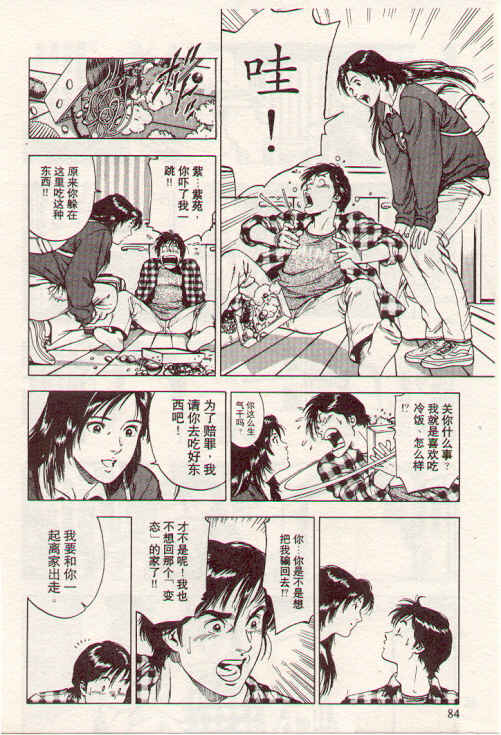 哇！
紫…紫苑
你吓了我一
跳!!
原来你躲在
这里吃这种
东西!!
关你什么事？
我就是喜欢吃
冷饭、怎么样
!?
你这么生
气干吗？
为了赔罪，我
请你去吃好东
西吧！
你…你是不是想
把我骗回去!?
才不是呢！我也
不想回那个「变
态」的家了!!
我要和你一
起离家出走。
84